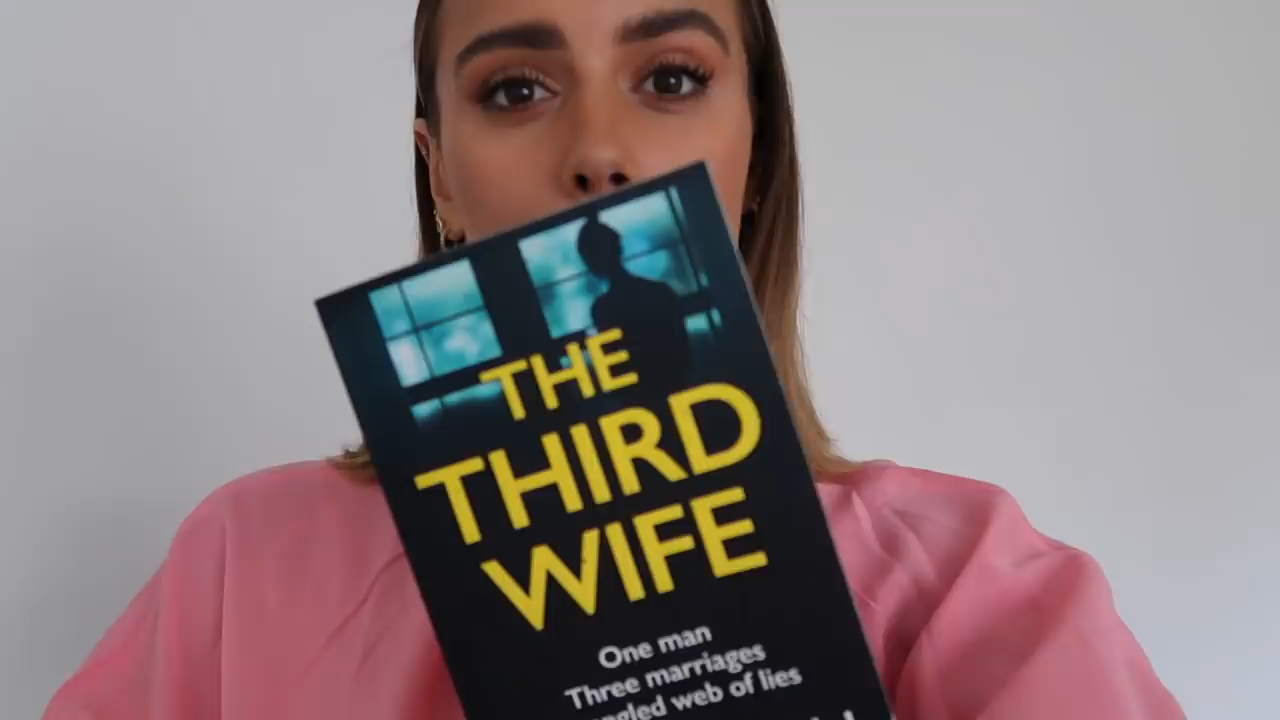 THE
THIRD
WIFE
One man
Three marriages
web of lies